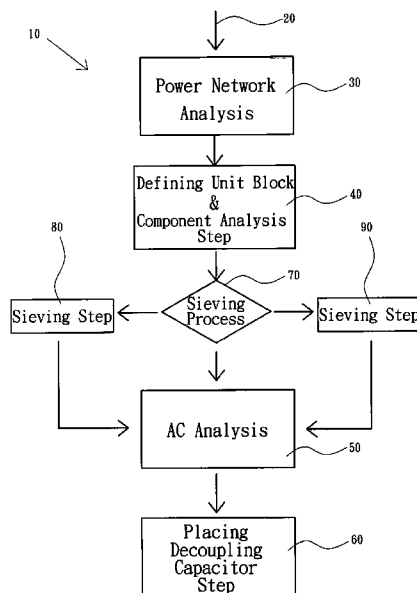 20
10
Power Network
Analysis
30
Defining Unit Block
&
Component Analysis
Step
40
80
70
90
Sieving Step
Sieving
Process
Sieving Step
AC Analysis
50
Placing
Decoupling
Capacitor
Step
60